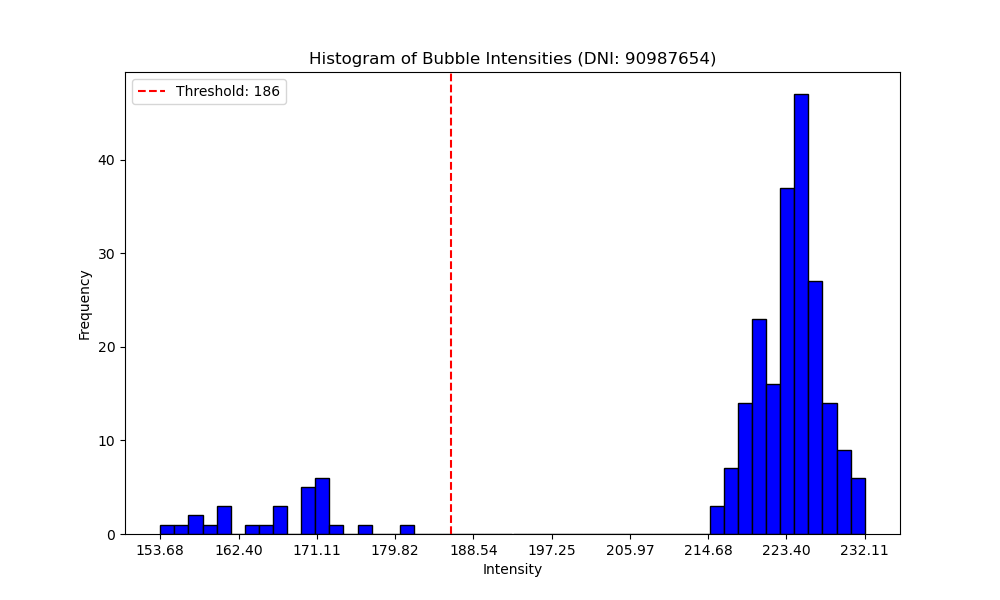 Histogram of Bubble Intensities (DNI: 90987654)
Threshold: 186
Frequency
40
30
20
10
0
153.68 162.40 171.11 179.82 188.54 197.25 205.97 214.68 223.40 232.11
Intensity